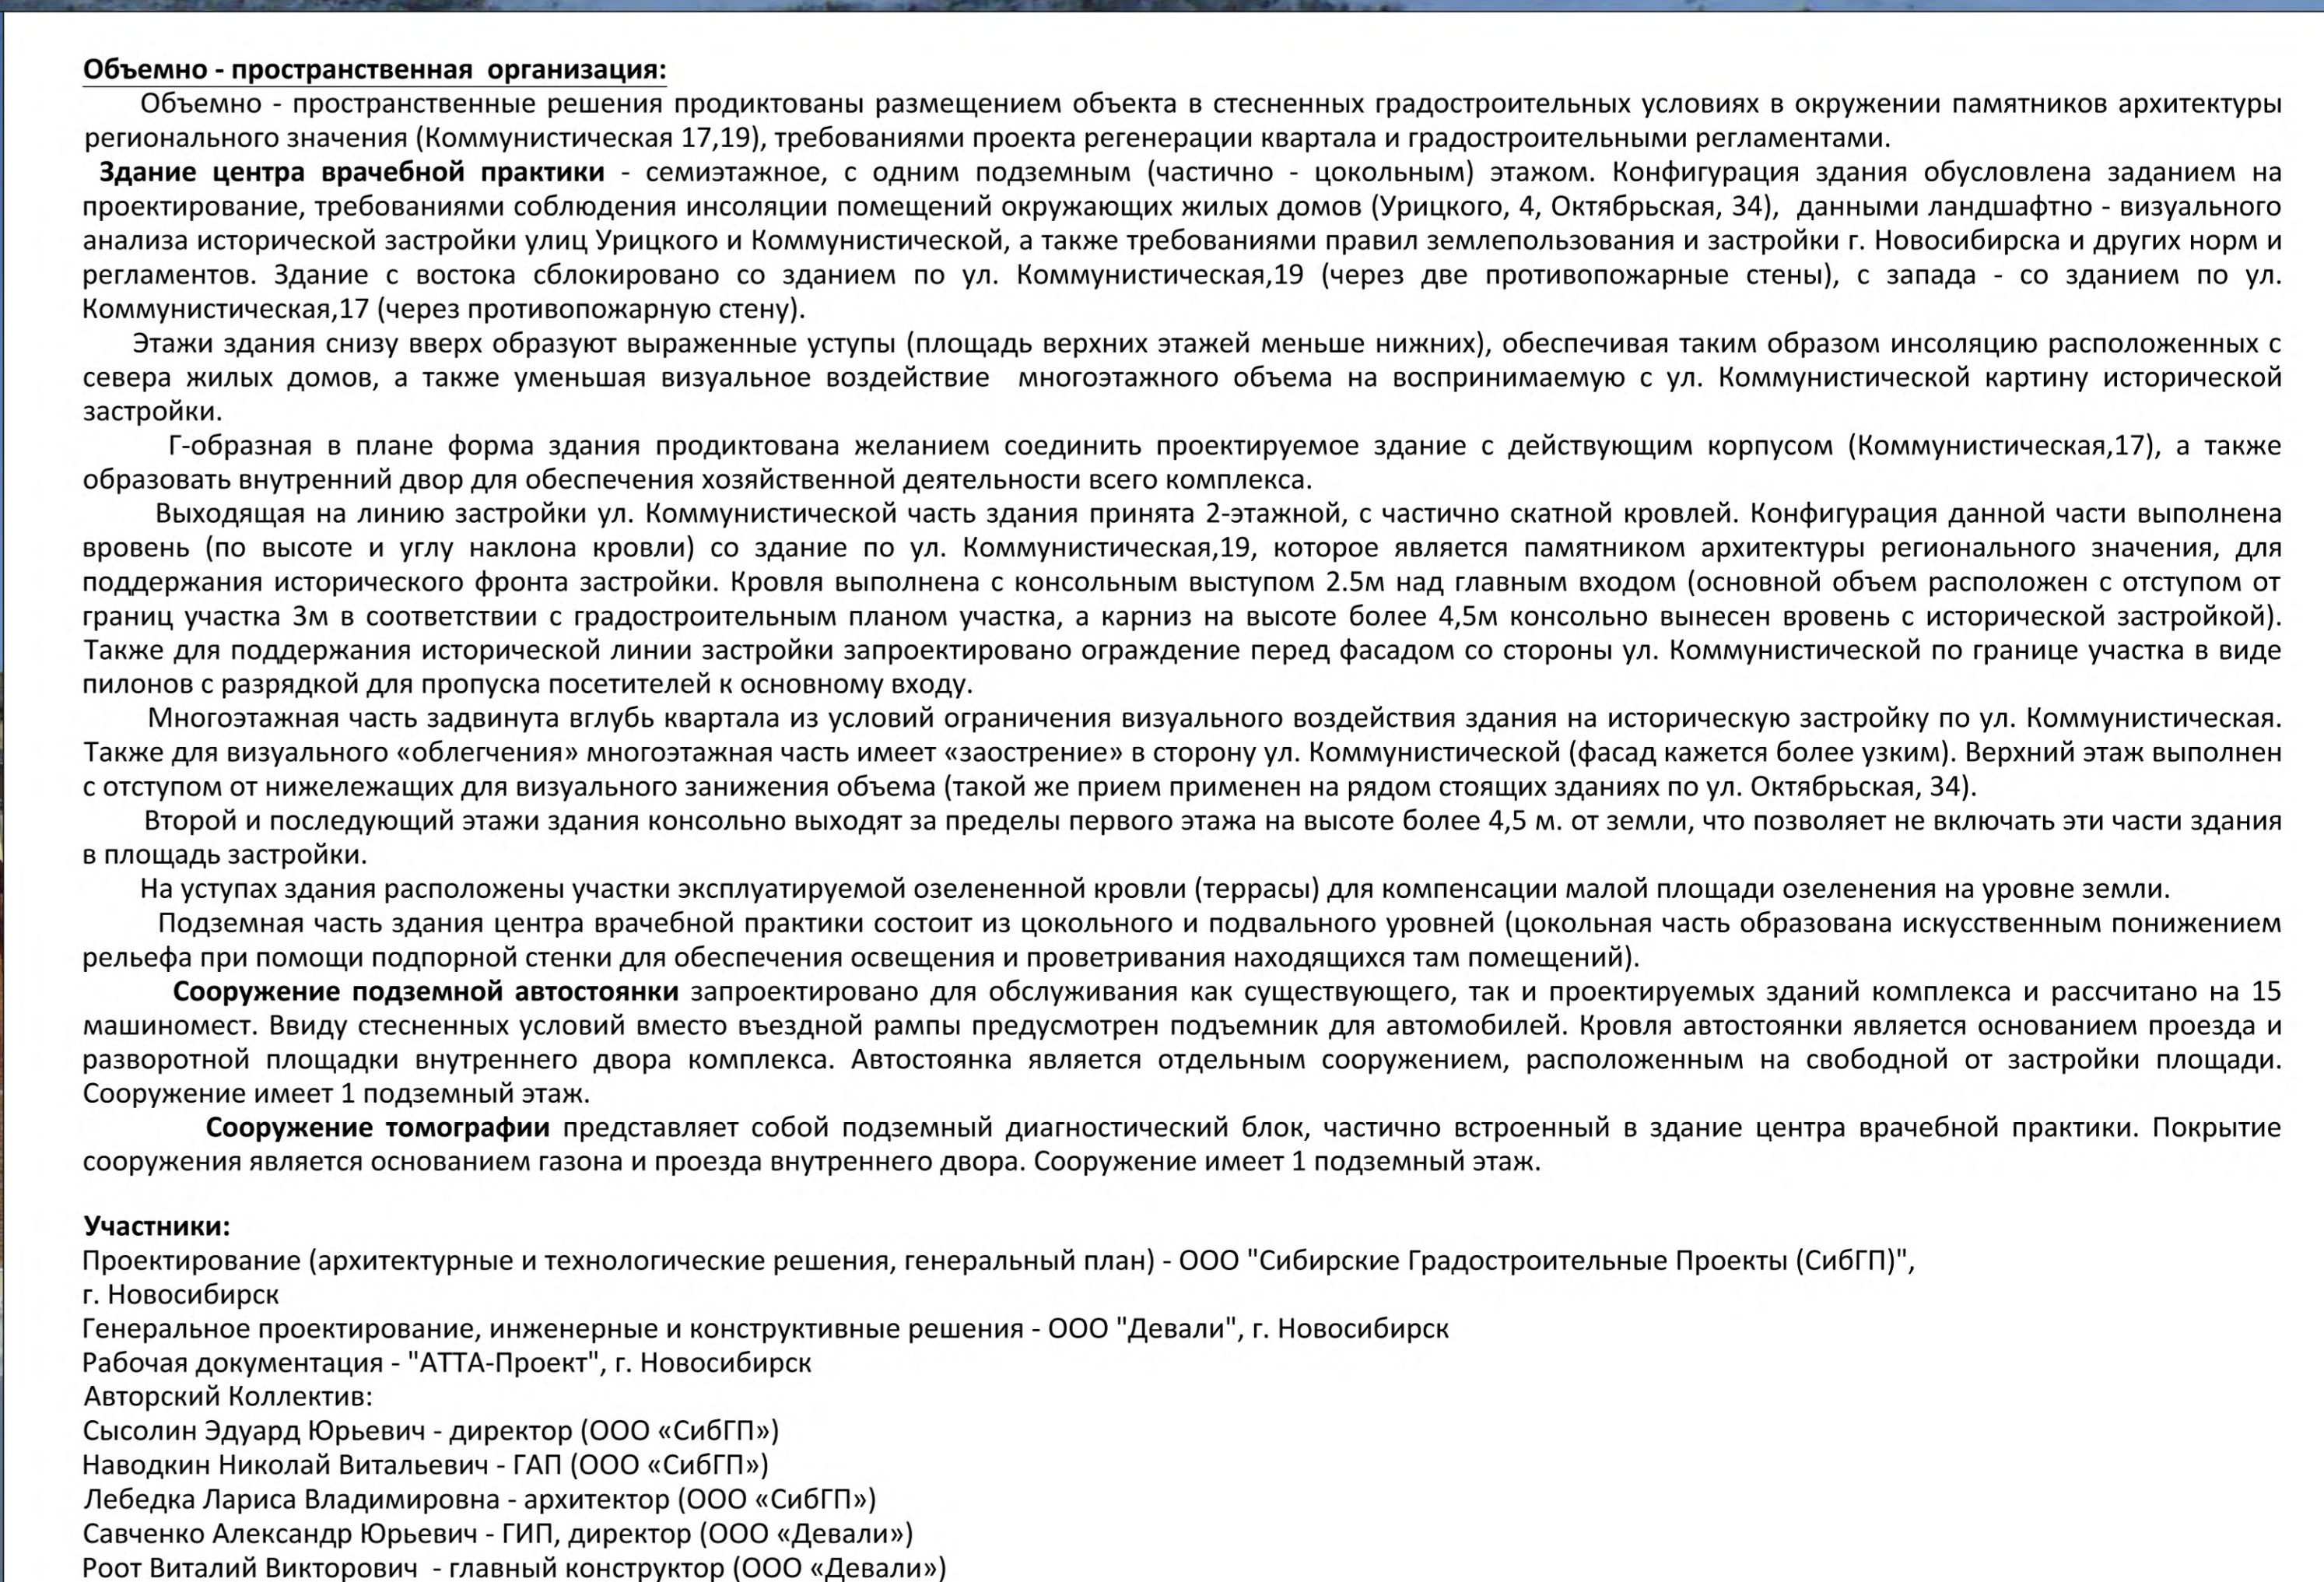 Объемно - пространственная организация:
Объемно - пространственные решения продиктованы размещением объекта в стесненных градостроительных условиях в окружении памятников архитектуры
регионального значения (Коммунистическая 17,19), требованиями проекта регенерации квартала и градостроительными регламентами.
Здание центра врачебной практики - семиэтажное, с одним подземным (частично - цокольным) этажом. Конфигурация здания обусловлена заданием на
проектирование, требованиями соблюдения инсоляции помещений окружающих жилых домов (Урицкого, 4, Октябрьская, 34), данными ландшафтно - визуального
анализа исторической застройки улиц Урицкого и Коммунистической, а также требованиями правил землепользования и застройки г. Новосибирска и других норм и
регламентов. Здание с востока сблокировано со зданием по ул. Коммунистическая,19 (через две противопожарные стены), с запада - со зданием по ул.
Коммунистическая,17 (через противопожарную стену).
Этажи здания снизу вверх образуют выраженные уступы (площадь верхних этажей меньше нижних), обеспечивая таким образом инсоляцию расположенных с
севера жилых домов, а также уменьшая визуальное воздействие многоэтажного объема на воспринимаемую с ул. Коммунистической картину исторической
застройки.
Г-образная в плане форма здания продиктована желанием соединить проектируемое здание с действующим корпусом (Коммунистическая,17), а также
образовать внутренний двор для обеспечения хозяйственной деятельности всего комплекса.
Выходящая на линию застройки ул. Коммунистической часть здания принята 2-этажной, с частично скатной кровлей. Конфигурация данной части выполнена
вровень (по высоте и углу наклона кровли) со здание по ул. Коммунистическая,19, которое является памятником архитектуры регионального значения, для
поддержания исторического фронта застройки. Кровля выполнена с консольным выступом 2.5м над главным входом (основной объем расположен с отступом от
границ участка 3м в соответствии с градостроительным планом участка, а карниз на высоте более 4,5м консольно вынесен вровень с исторической застройкой).
Также для поддержания исторической линии застройки запроектировано ограждение перед фасадом со стороны ул. Коммунистической по границе участка в виде
пилонов с разрядкой для пропуска посетителей к основному входу.
Многоэтажная часть задвинута вглубь квартала из условий ограничения визуального воздействия здания на историческую застройку по ул. Коммунистическая.
Также для визуального «облегчения» многоэтажная часть имеет «заострение» в сторону ул. Коммунистической (фасад кажется более узким). Верхний этаж выполнен
с отступом от нижележащих для визуального занижения объема (такой же прием применен на рядом стоящих зданиях по ул. Октябрьская, 34).
Второй и последующий этажи здания консольно выходят за пределы первого этажа на высоте более 4,5 м. от земли, что позволяет не включать эти части здания
в площадь застройки.
На уступах здания расположены участки эксплуатируемой озелененной кровли (террасы) для компенсации малой площади озеленения на уровне земли.
Подземная часть здания центра врачебной практики состоит из цокольного и подвального уровней (цокольная часть образована искусственным понижением
рельефа при помощи подпорной стенки для обеспечения освещения и проветривания находящихся там помещений).
Сооружение подземной автостоянки запроектировано для обслуживания как существующего, так и проектируемых зданий комплекса и рассчитано на 15
машиномест. Ввиду стесненных условий вместо въездной рампы предусмотрен подъемник для автомобилей. Кровля автостоянки является основанием проезда и
разворотной площадки внутреннего двора комплекса. Автостоянка является отдельным сооружением, расположенным на свободной от застройки площади.
Сооружение имеет 1 подземный этаж.
Сооружение томографии представляет собой подземный диагностический блок, частично встроенный в здание центра врачебной практики. Покрытие
сооружения является основанием газона и проезда внутреннего двора. Сооружение имеет 1 подземный этаж.
Участники:
Проектирование (архитектурные и технологические решения, генеральный план) - ООО "Сибирские Градостроительные Проекты (СибГП)",
г. Новосибирск
Генеральное проектирование, инженерные и конструктивные решения - ООО "Девали", г. Новосибирск
Рабочая документация - "АТТА-Проект", г. Новосибирск
Авторский Коллектив:
Сысолин Эдуард Юрьевич - директор (ООО «СибГП»)
Наводкин Николай Витальевич - ГАП (ООО «СибГП»)
Лебедка Лариса Владимировна - архитектор (ООО «СибГП»)
Савченко Александр Юрьевич - ГИП, директор (ООО «Девали»)
Роот Виталий Викторович - главный конструктор (ООО «Девали»)